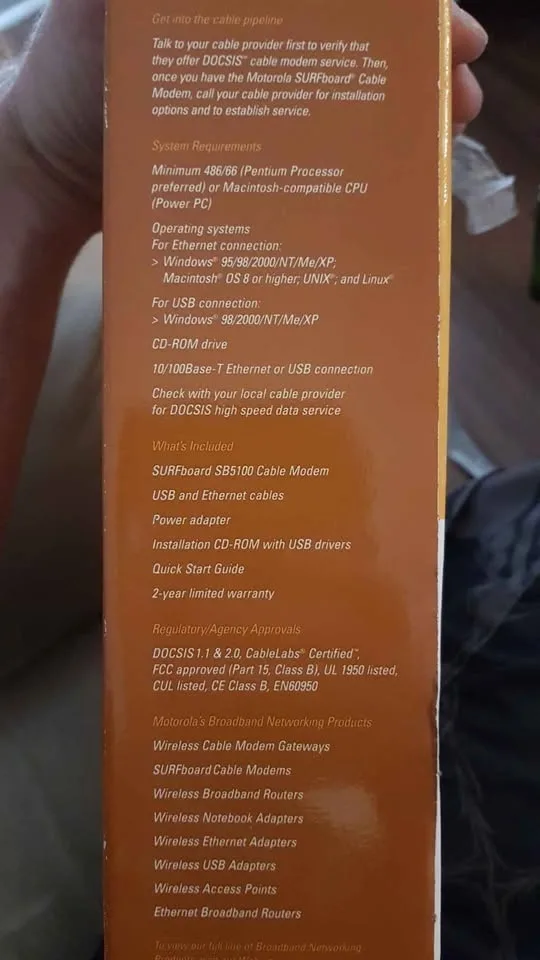 Get into the cable pipeline
Talk to your cable provider first to verify that
they offer DOCSIS™ cable modem service. Then,
once you have the Motorola SURFboard® Cable
Modem, call your cable provider for installation
options and to establish service.
System Requirements
Minimum 486/66 (Pentium Processor
preferred) or Macintosh-compatible CPU
(Power PC)
Operating systems
For Ethernet connection:
> Windows® 95/98/2000/NT/Me/XP;
Macintosh® OS 8 or higher; UNIX®; and Linux®
For USB connection:
> Windows® 98/2000/NT/Me/XP
CD-ROM drive
10/100Base-T Ethernet or USB connection
Check with your local cable provider
for DOCSIS high speed data service
What's Included
SURFboard SB5100 Cable Modem
USB and Ethernet cables
Power adapter
Installation CD-ROM with USB drivers
Quick Start Guide
2-year limited warranty
Regulatory/Agency Approvals
DOCSIS 1.1 & 2.0, CableLabs® Certified™,
FCC approved (Part 15, Class B), UL 1950 listed,
CUL listed, CE Class B, EN60950
Motorola's Broadband Networking Products
Wireless Cable Modem Gateways
SURFboard Cable Modems
Wireless Broadband Routers
Wireless Notebook Adapters
Wireless Ethernet Adapters
Wireless USB Adapters
Wireless Access Points
Ethernet Broadband Routers
To view our full line of Broadband Networking